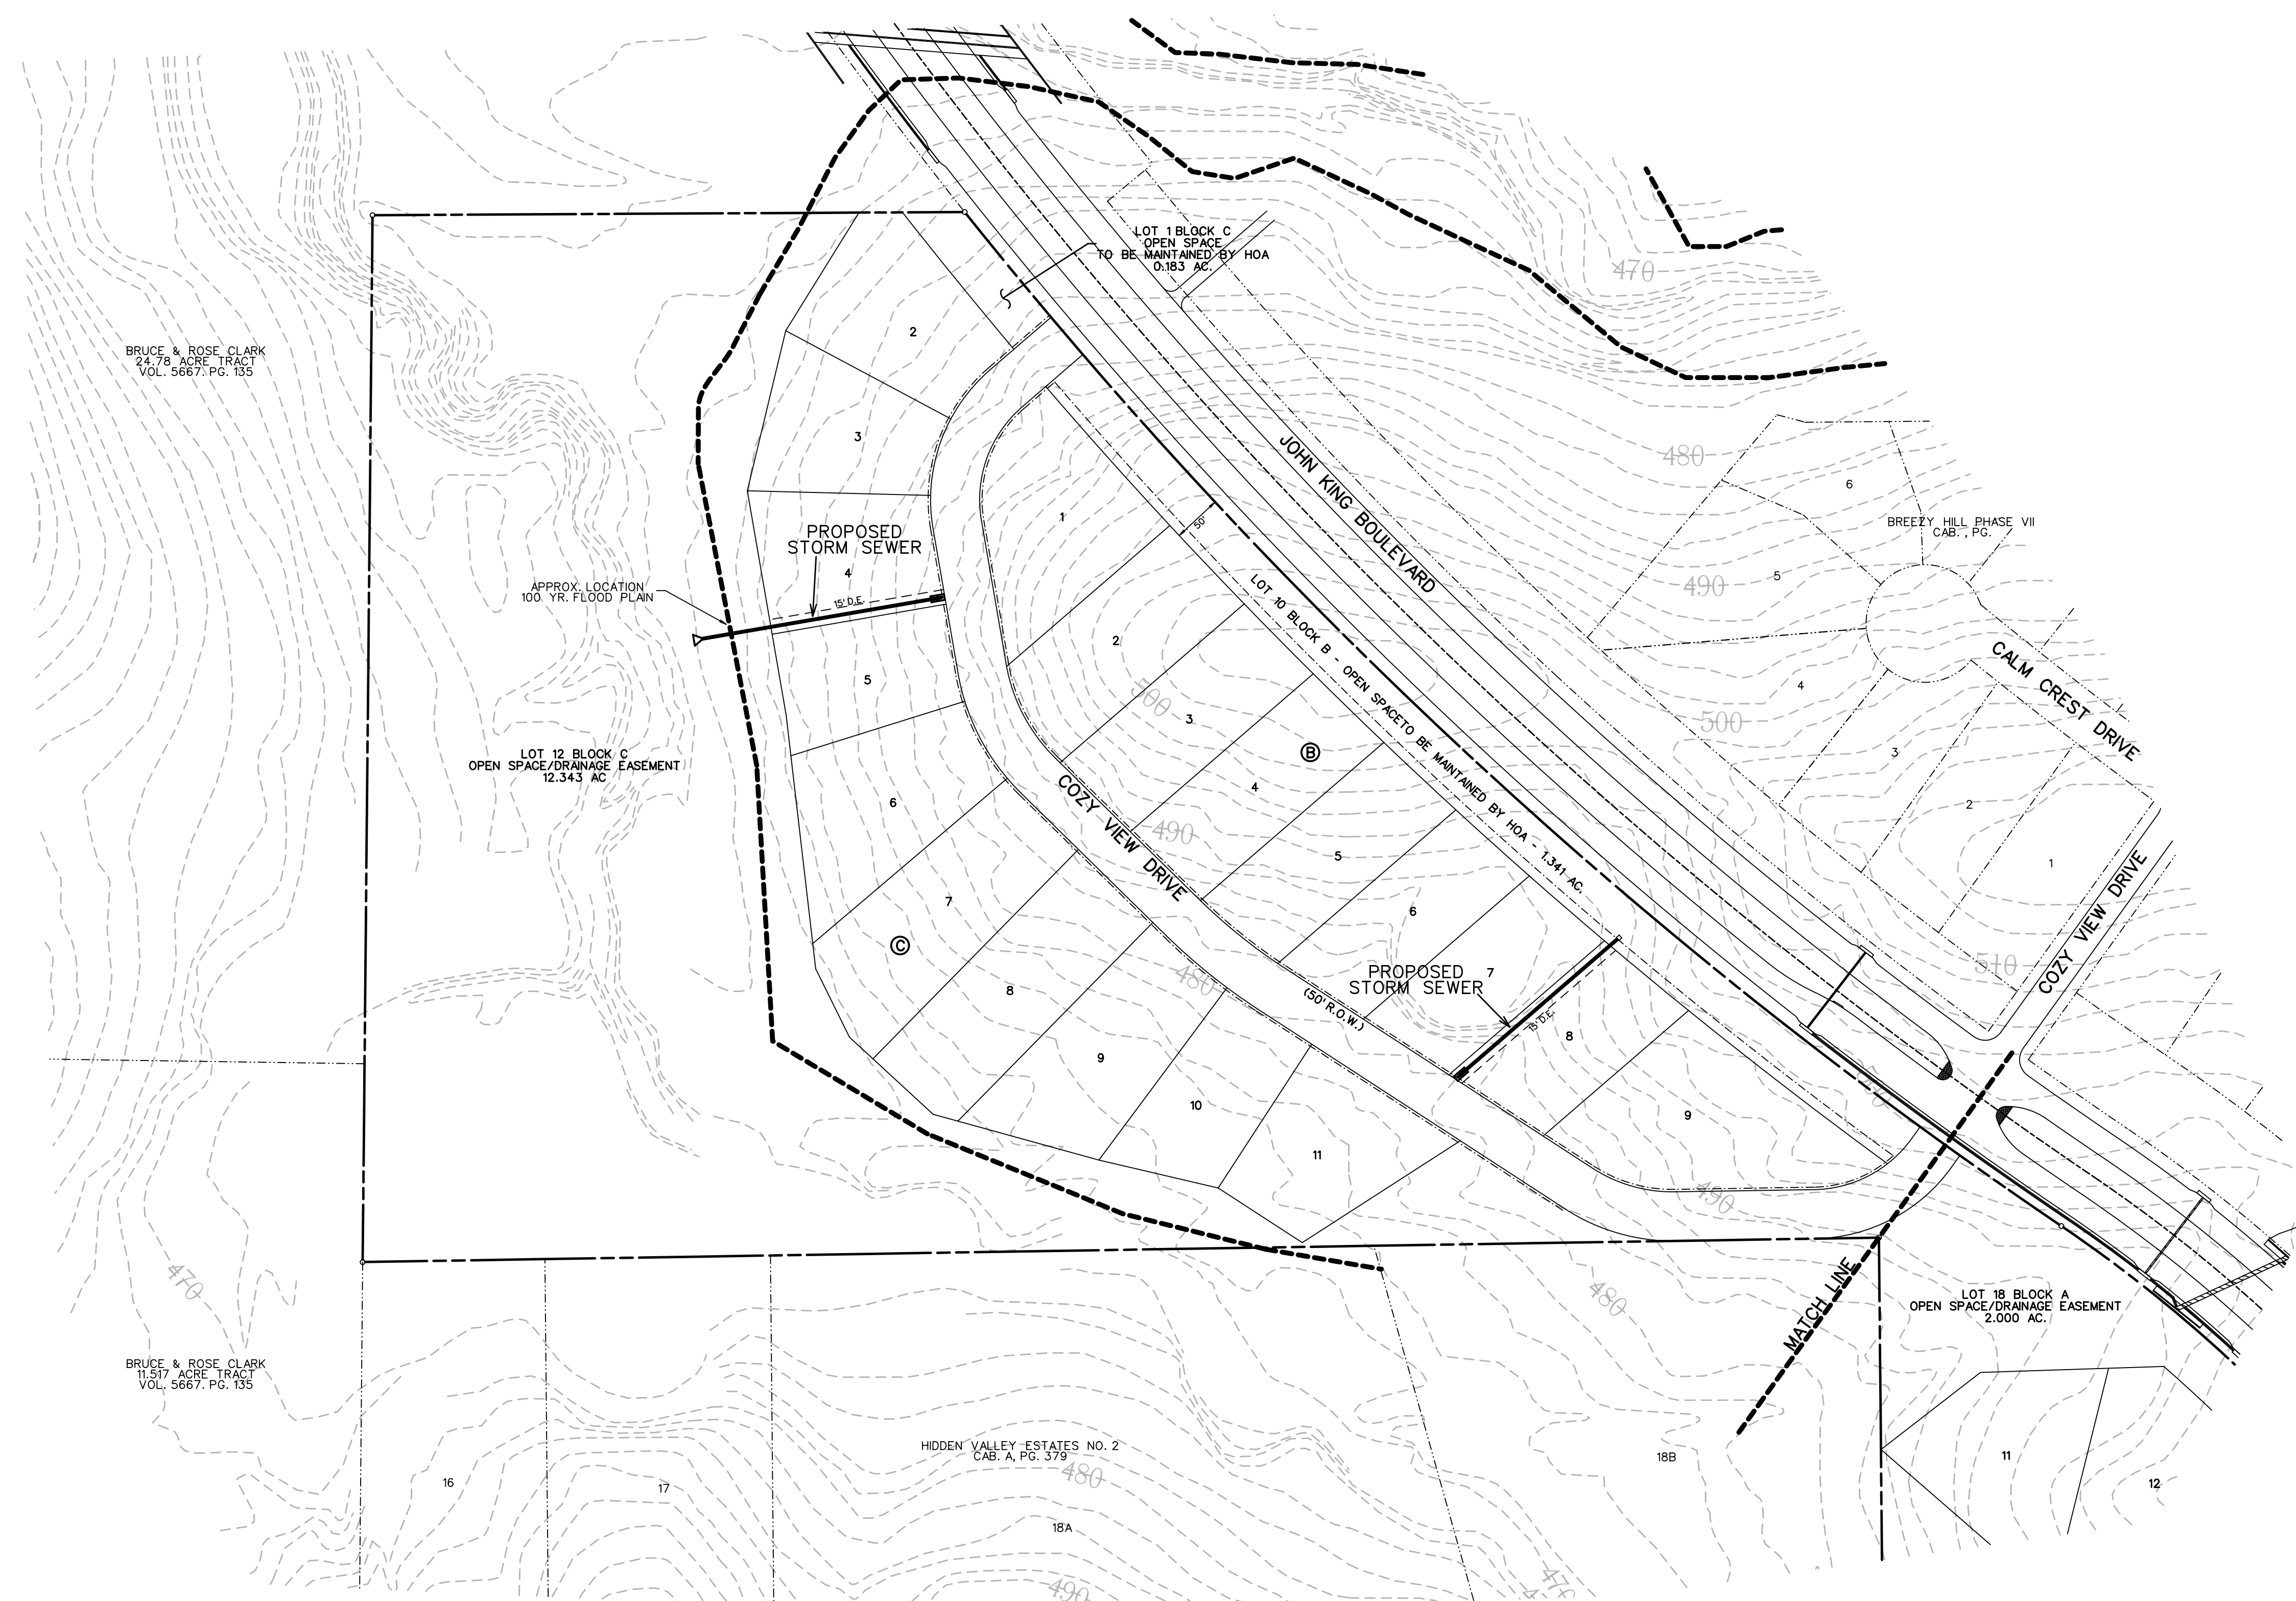 LOT 1 BLOCK C
OPEN SPACE
TO BE MAINTAINED BY HOA
0.183 AC.
470
BRUCE & ROSE CLARK
24.78 ACRE TRACT
VOL. 5667. PG. 135
2
3
1
50'
JOHN KING BOULEVARD
480
6
BREEZY HILL PHASE VII
CAB. , PG.
PROPOSED
STORM SEWER
4
15' D.E.
APPROX. LOCATION
100 YR. FLOOD PLAIN
490
5
LOT 10 BLOCK B - OPEN SPACETO BE MAINTAINED BY HOA - 1.341 AC.
2
5
500
3
4
500
CALM CREST DRIVE
3
LOT 12 BLOCK C
OPEN SPACE/DRAINAGE EASEMENT
12.343 AC
B
4
2
6
COZY VIEW DRIVE
490
5
1
7
6
C
COZY VIEW DRIVE
510
480
8
PROPOSED
STORM SEWER
7
(50' R.O.W.)
15' D.E.
8
9
10
9
11
490
470
480
MATCH LINE
LOT 18 BLOCK A
OPEN SPACE/DRAINAGE EASEMENT
2.000 AC.
BRUCE & ROSE CLARK
11.517 ACRE TRACT
VOL. 5667. PG. 135
HIDDEN VALLEY ESTATES NO. 2
CAB. A, PG. 379
480
16
17
18A
18B
11
12
490
470